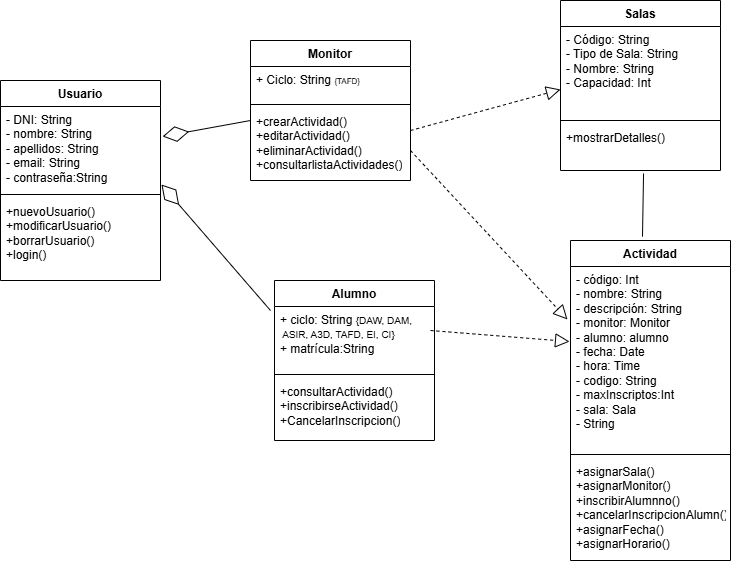 Usuario
- DNI: String
- nombre: String
- apellidos: String
- email: String
- contraseña:String
+nuevoUsuario()
+modificarUsuario()
+borrarUsuario()
+login()
Monitor
+ Ciclo: String {TAFD}
+crearActividad()
+editarActividad()
+eliminarActividad()
+consultarlistaActividades()
Alumno
+ ciclo: String {DAW, DAM,
ASIR, A3D, TAFD, EI, CI}
+ matrícula:String
+consultarActividad()
+inscribirseActividad()
+CancelarInscripcion()
Salas
- Código: String
- Tipo de Sala: String
- Nombre: String
- Capacidad: Int
+mostrarDetalles()
Actividad
- código: Int
- nombre: String
- descripción: String
- monitor: Monitor
- alumno: alumno
- fecha: Date
- hora: Time
- codigo: String
- maxInscriptos:Int
- sala: Sala
- String
+asignarSala()
+asignarMonitor()
+inscribirAlumnno()
+cancelarInscripcionAlumn()
+asignarFecha()
+asignarHorario()